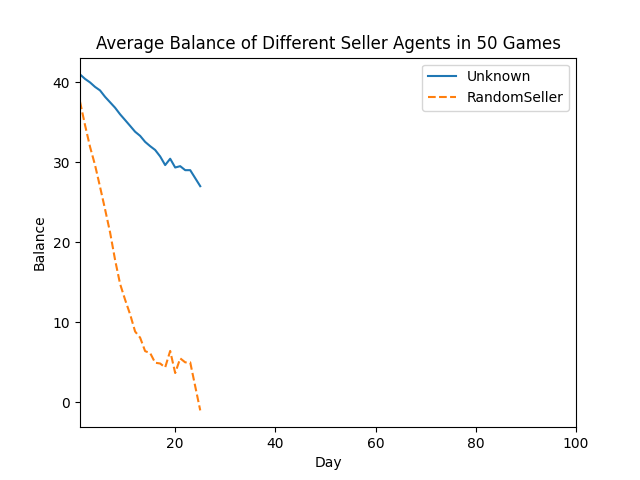 Average Balance of Different Seller Agents in 50 Games
Unknown
RandomSeller
Balance
40
30
20
10
0
20
40
60
80
100
Day